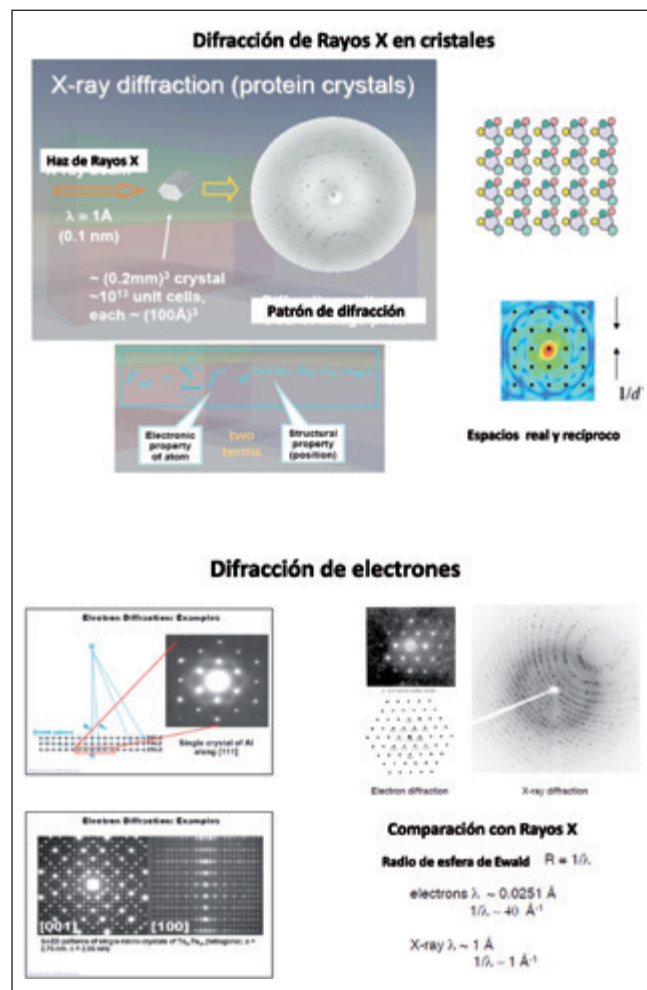 Difracción de Rayos X en cristales
X-ray diffraction (protein crystals)
Haz de Rayos X
λ = 1Å
(0.1 nm)
~ (0.2mm)³ crystal
~10¹³ unit cells,
each ~ (100Å)³
Patrón de difracción
1/d
Espacios real y recíproco
Electronic
property
of atom
two
terms
Structural
property
(position)
Difracción de electrones
Electron Diffraction: Examples
Single crystal of Al
along [111]
Electron diffraction
X-ray diffraction
Electron Diffraction: Examples
[001]
[100]
Comparación con Rayos X
Radio de esfera de Ewald R = 1/λ
electrons λ ~ 0.0251 Å
1/λ ~ 40 Å⁻¹
X-ray λ ~ 1 Å
1/λ ~ 1 Å⁻¹